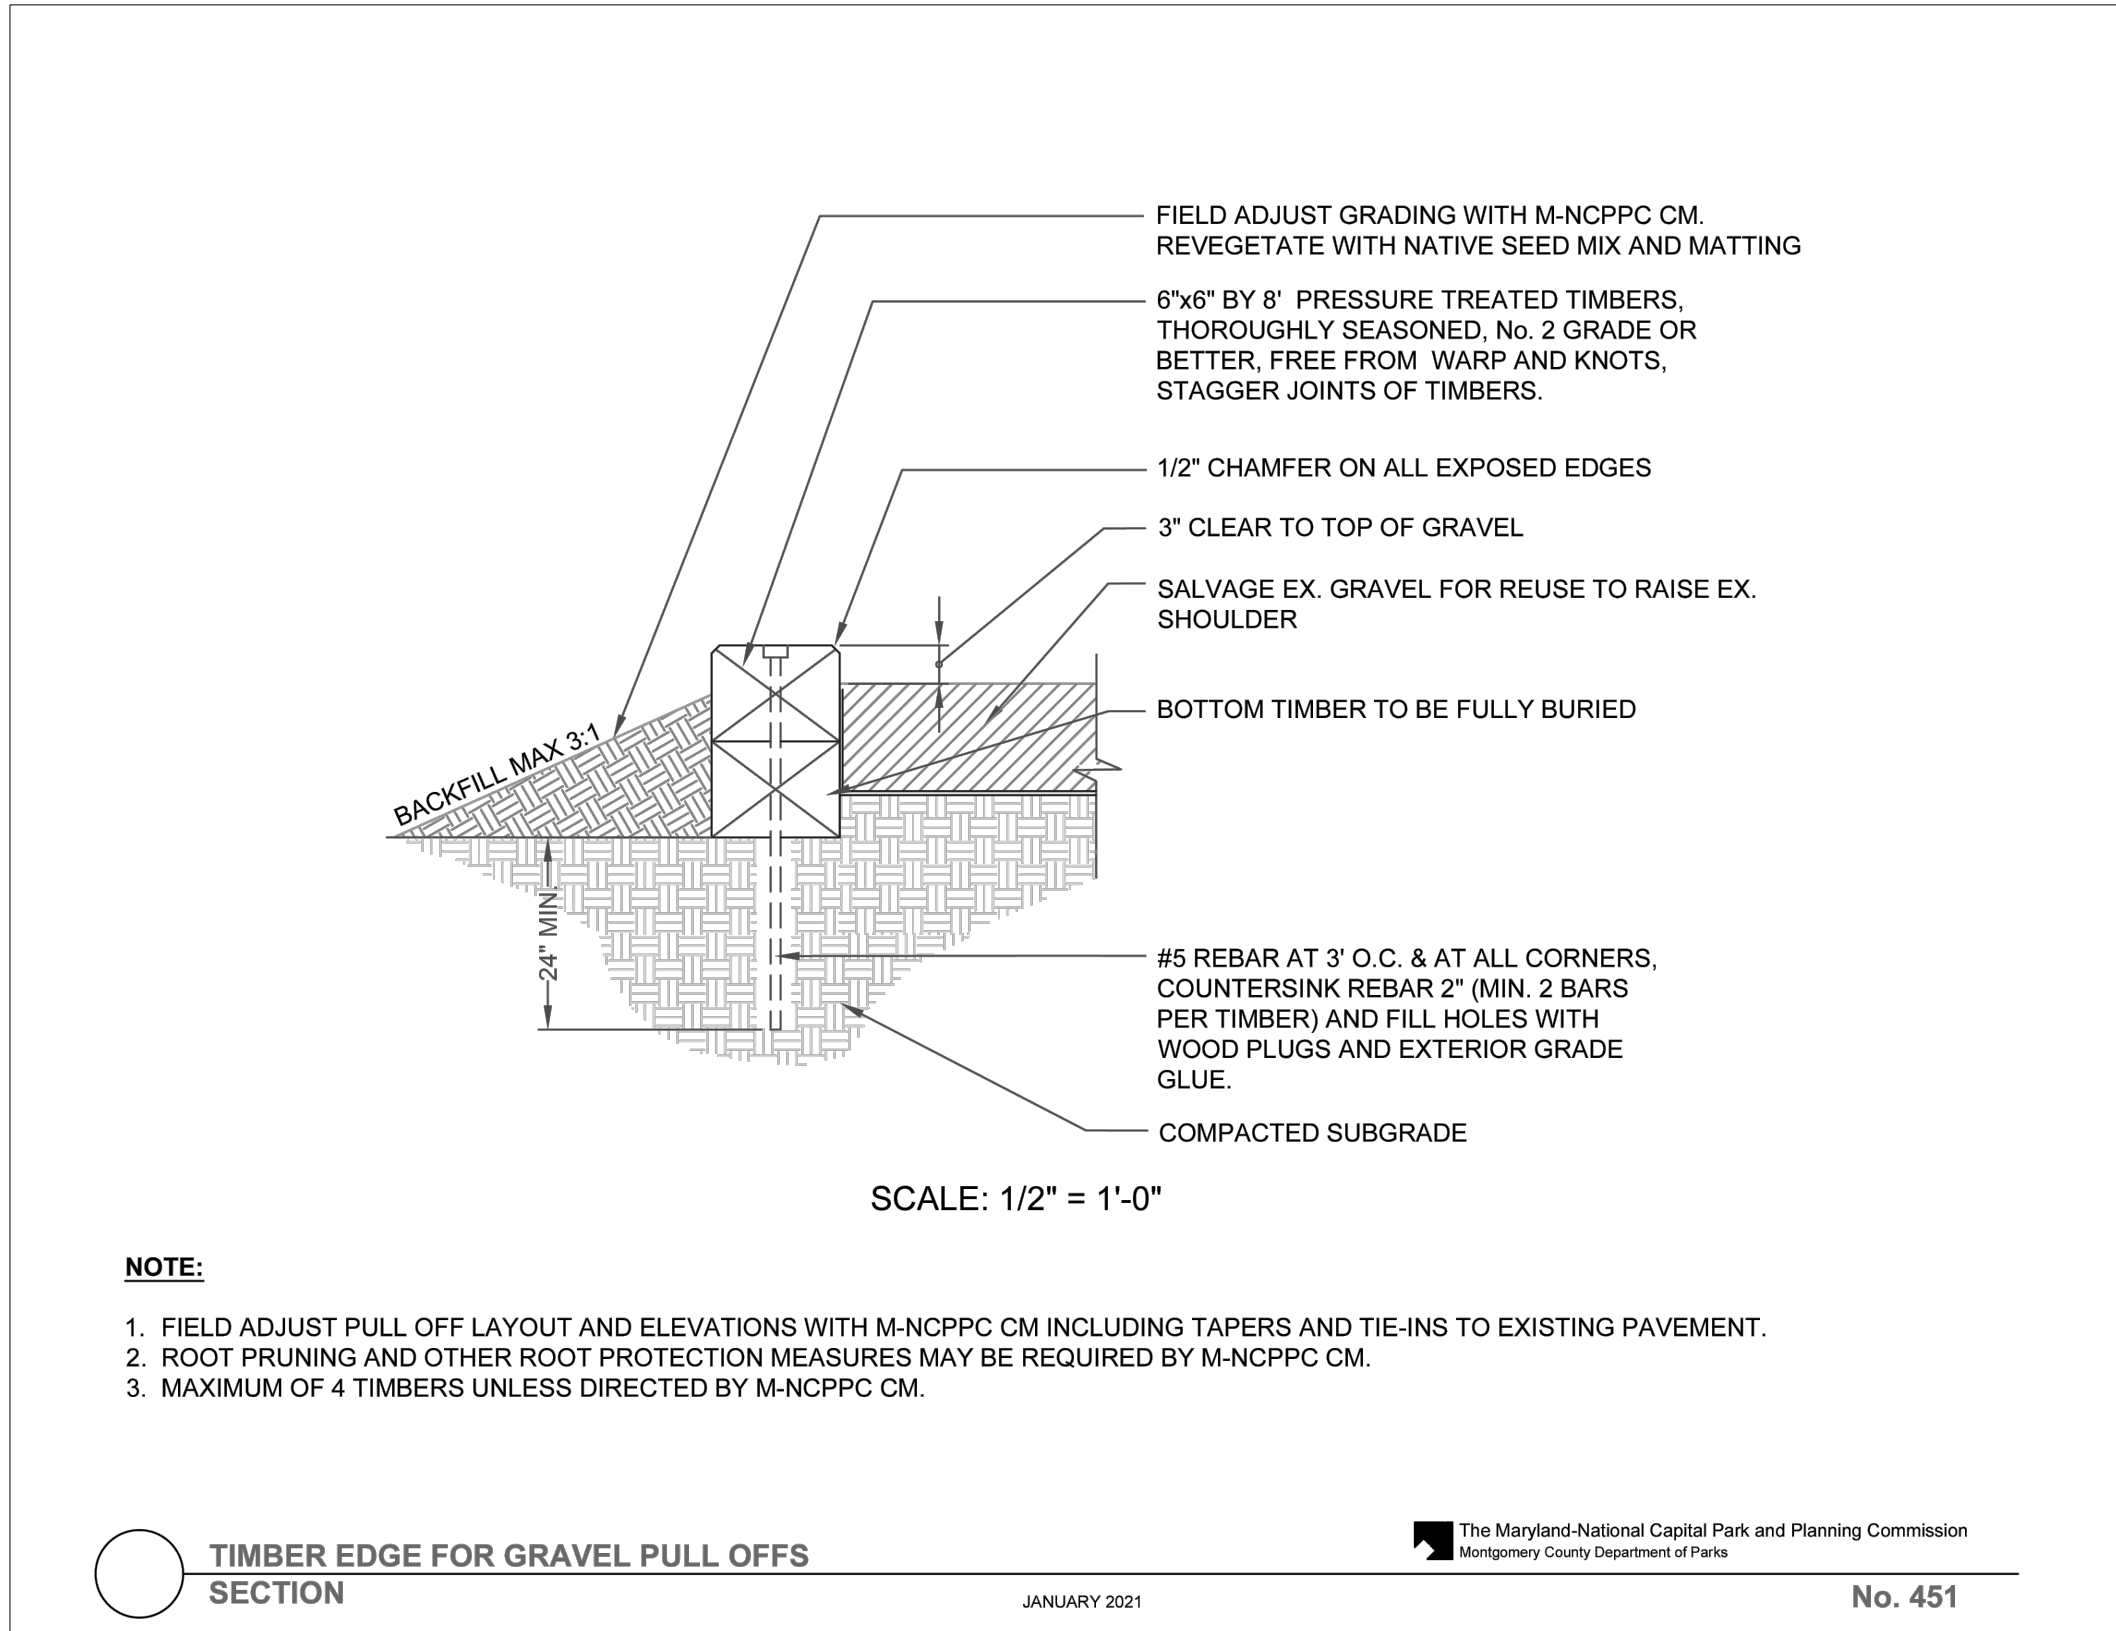 FIELD ADJUST GRADING WITH M-NCPPC CM.
REVEGETATE WITH NATIVE SEED MIX AND MATTING
6"x6" BY 8' PRESSURE TREATED TIMBERS,
THOROUGHLY SEASONED, No. 2 GRADE OR
BETTER, FREE FROM WARP AND KNOTS,
STAGGER JOINTS OF TIMBERS.
1/2" CHAMFER ON ALL EXPOSED EDGES
3" CLEAR TO TOP OF GRAVEL
SALVAGE EX. GRAVEL FOR REUSE TO RAISE EX.
SHOULDER
BOTTOM TIMBER TO BE FULLY BURIED
BACKFILL MAX 3:1
24" MIN.
#5 REBAR AT 3' O.C. & AT ALL CORNERS,
COUNTERSINK REBAR 2" (MIN. 2 BARS
PER TIMBER) AND FILL HOLES WITH
WOOD PLUGS AND EXTERIOR GRADE
GLUE.
COMPACTED SUBGRADE
SCALE: 1/2" = 1'-0"
NOTE:
1. FIELD ADJUST PULL OFF LAYOUT AND ELEVATIONS WITH M-NCPPC CM INCLUDING TAPERS AND TIE-INS TO EXISTING PAVEMENT.
2. ROOT PRUNING AND OTHER ROOT PROTECTION MEASURES MAY BE REQUIRED BY M-NCPPC CM.
3. MAXIMUM OF 4 TIMBERS UNLESS DIRECTED BY M-NCPPC CM.
TIMBER EDGE FOR GRAVEL PULL OFFS
SECTION
JANUARY 2021
The Maryland-National Capital Park and Planning Commission
Montgomery County Department of Parks
No. 451